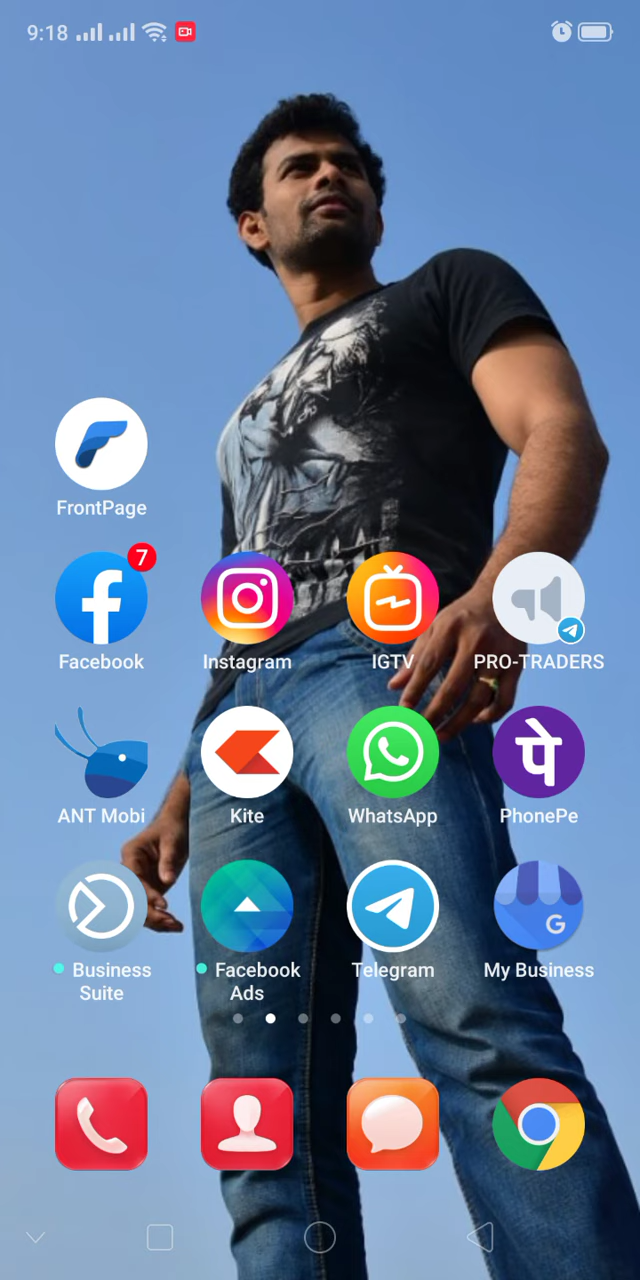 9:18
FrontPage
7
Facebook
Instagram
IGTV
PRO-TRADERS
ANT Mobi
Kite
WhatsApp
पे
PhonePe
Business Suite
Facebook Ads
Telegram
G
My Business